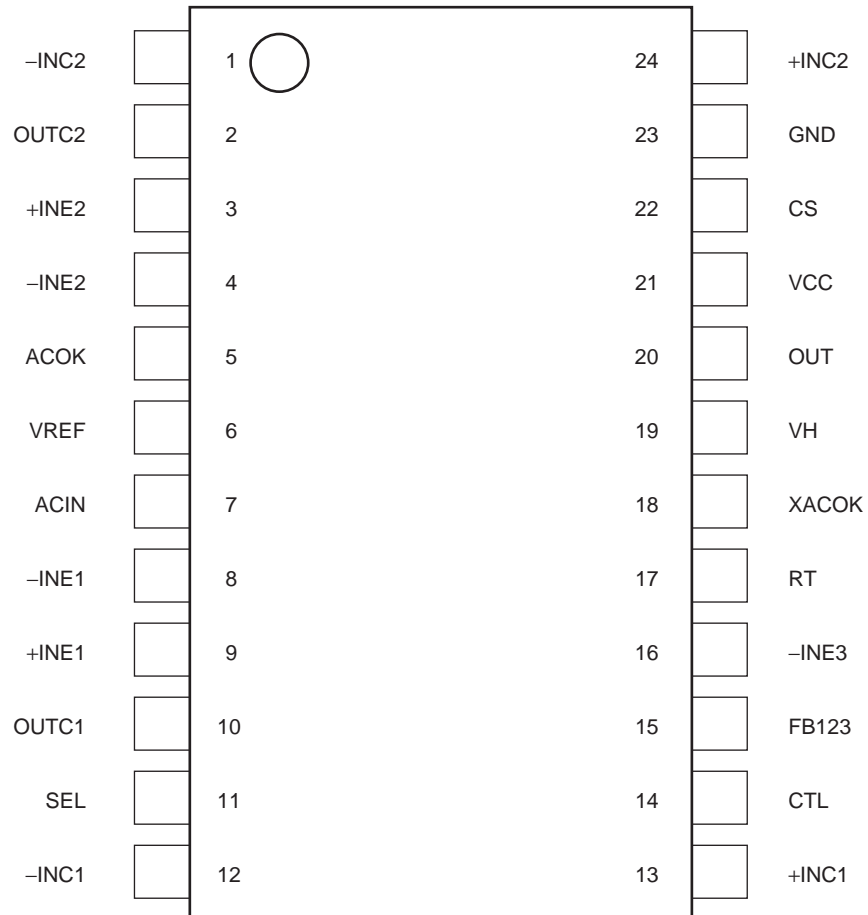 −INC2 1 24 +INC2
OUTC2 2 23 GND
+INE2 3 22 CS
−INE2 4 21 VCC
ACOK 5 20 OUT
VREF 6 19 VH
ACIN 7 18 XACOK
−INE1 8 17 RT
+INE1 9 16 −INE3
OUTC1 10 15 FB123
SEL 11 14 CTL
−INC1 12 13 +INC1